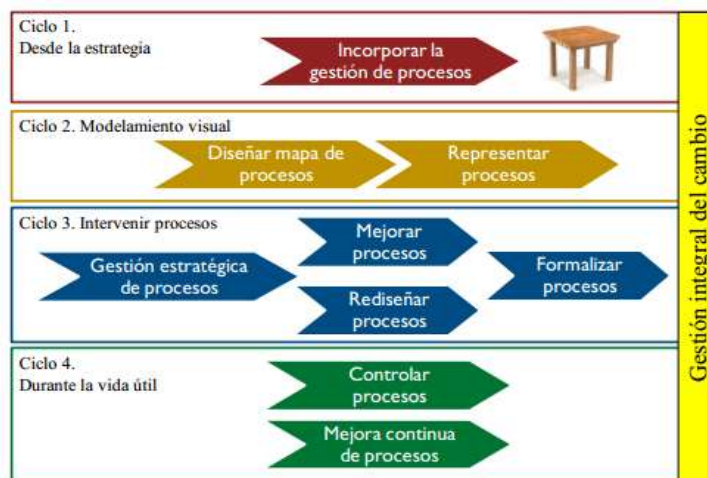 Ciclo 1.
Desde la estrategia
Incorporar la
gestión de procesos
Ciclo 2. Modelamiento visual
Diseñar mapa de
procesos
Representar
procesos
Ciclo 3. Intervenir procesos
Gestión estratégica
de procesos
Mejorar
procesos
Rediseñar
procesos
Formalizar
procesos
Ciclo 4.
Durante la vida útil
Controlar
procesos
Mejora continua
de procesos
Gestión integral del cambio